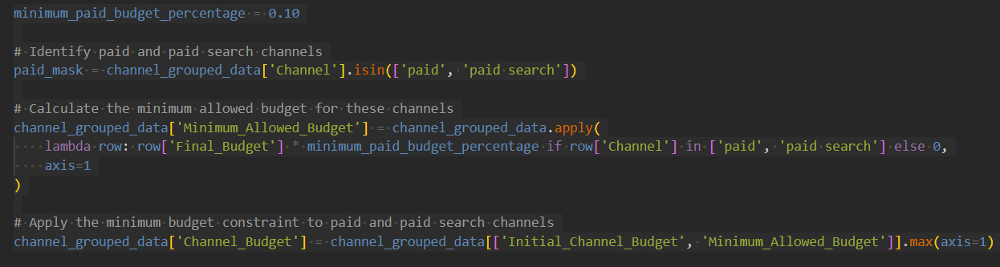 minimum_paid_budget_percentage = 0.10
# Identify paid and paid search channels
paid_mask = channel_grouped_data['Channel'].isin(['paid', 'paid search'])
# Calculate the minimum allowed budget for these channels
channel_grouped_data['Minimum_Allowed_Budget'] = channel_grouped_data.apply(
    lambda row: row['Final_Budget'] * minimum_paid_budget_percentage if row['Channel'] in ['paid', 'paid search'] else 0,
    axis=1
)
# Apply the minimum budget constraint to paid and paid search channels
channel_grouped_data['Channel_Budget'] = channel_grouped_data[['Initial_Channel_Budget', 'Minimum_Allowed_Budget']].max(axis=1)